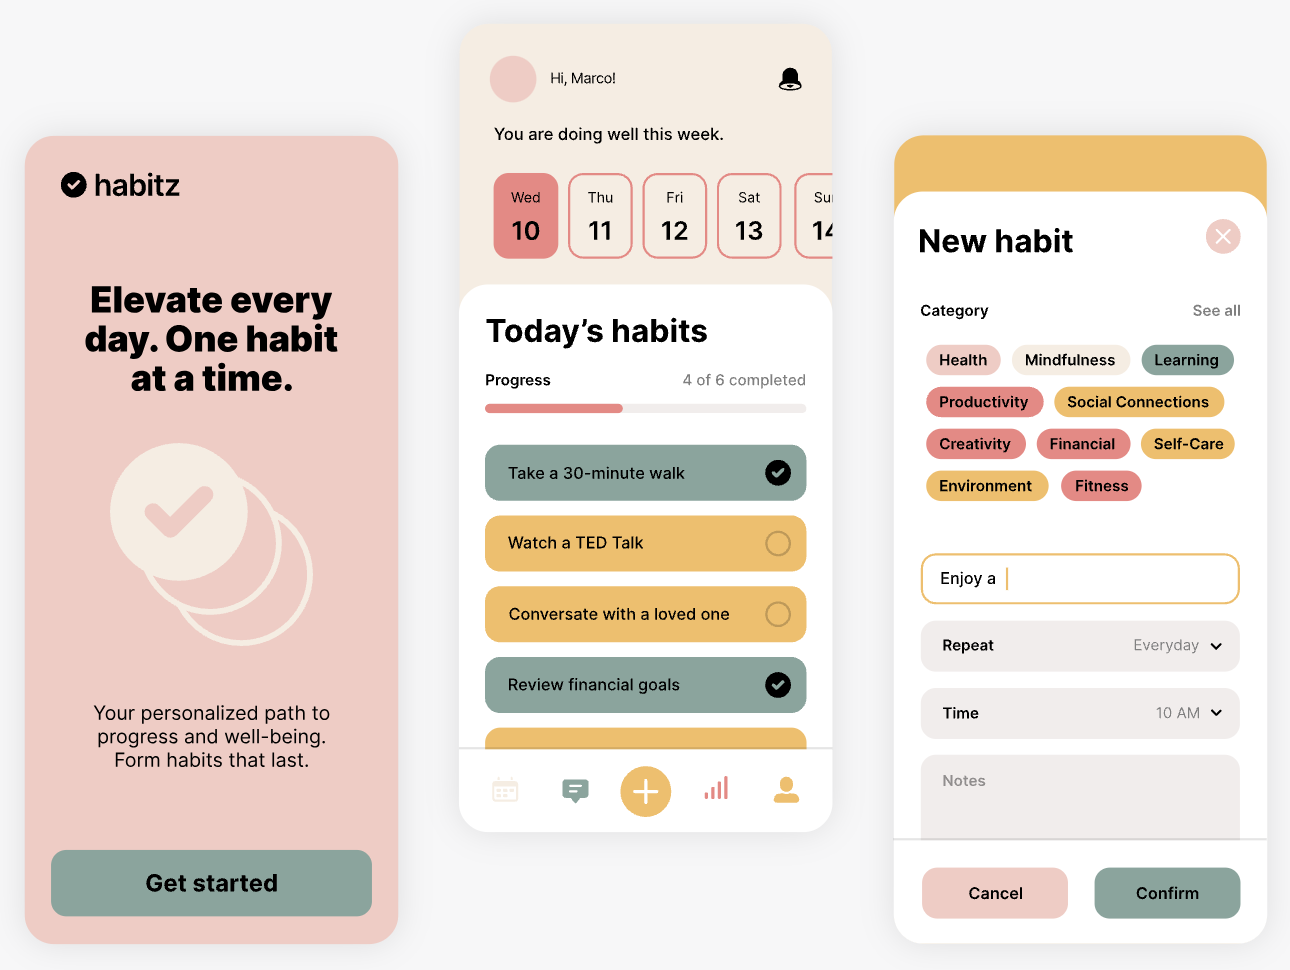 habitz
Elevate every
day. One habit
at a time.
Your personalized path to
progress and well-being.
Form habits that last.
Get started
Hi, Marco!
You are doing well this week.
Wed Thu Fri Sat Sun
10 11 12 13 14
Today's habits
Progress 4 of 6 completed
Take a 30-minute walk
Watch a TED Talk
Conversate with a loved one
Review financial goals
New habit
Category See all
Health Mindfulness Learning
Productivity Social Connections
Creativity Financial Self-Care
Environment Fitness
Enjoy a
Repeat Everyday
Time 10 AM
Notes
Cancel Confirm